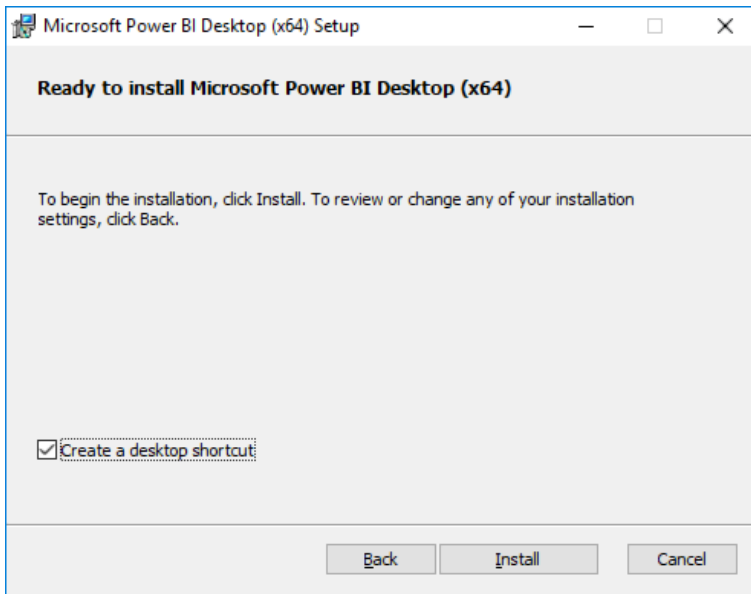 Microsoft Power BI Desktop (x64) Setup
Ready to install Microsoft Power BI Desktop (x64)
To begin the installation, click Install. To review or change any of your installation
settings, click Back.
Create a desktop shortcut
Back Install Cancel